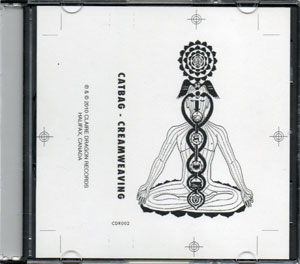 CATBAG - CREAMWEAVING
℗ & © 2010 CLAIRE DRAGON RECORDS
HALIFAX, CANADA
CDR002